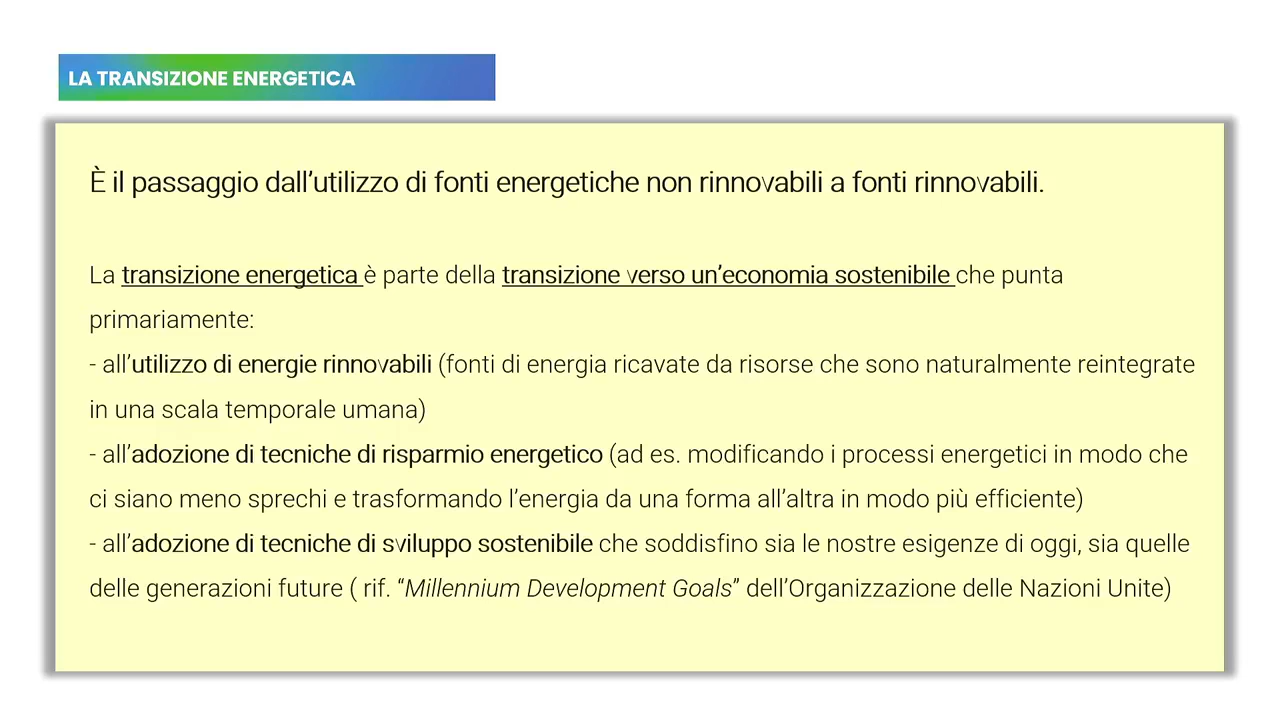 LA TRANSIZIONE ENERGETICA
È il passaggio dall’utilizzo di fonti energetiche non rinnovabili a fonti rinnovabili.
La transizione energetica è parte della transizione verso un’economia sostenibile che punta
primariamente:
- all’utilizzo di energie rinnovabili (fonti di energia ricavate da risorse che sono naturalmente reintegrate
in una scala temporale umana)
- all’adozione di tecniche di risparmio energetico (ad es. modificando i processi energetici in modo che
ci siano meno sprechi e trasformando l’energia da una forma all’altra in modo più efficiente)
- all’adozione di tecniche di sviluppo sostenibile che soddisfino sia le nostre esigenze di oggi, sia quelle
delle generazioni future ( rif. “Millennium Development Goals” dell’Organizzazione delle Nazioni Unite)